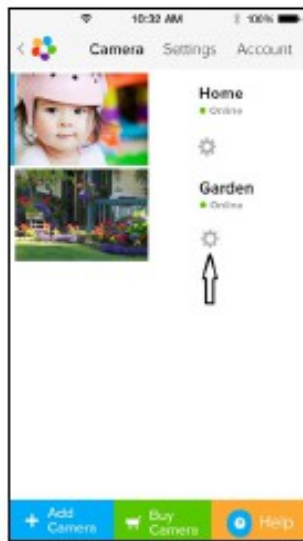 10:32 AM 100%
Camera Settings Account
Home
Online
Garden
Online
Add Camera
Buy Camera
Help